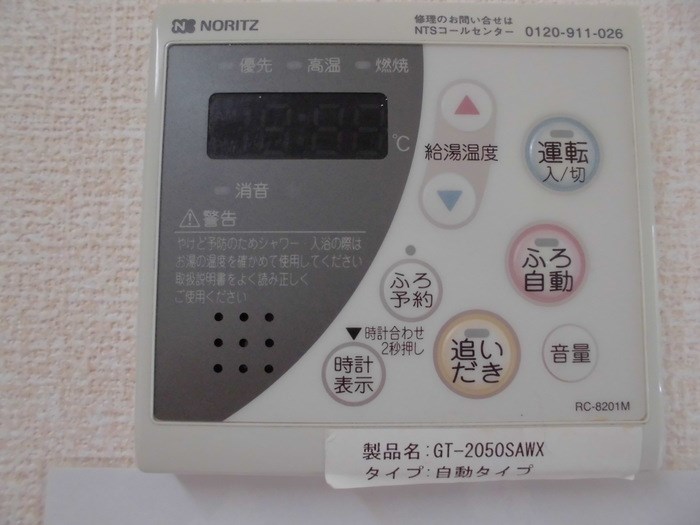 NORITZ
修理のお問い合せは
NTSコールセンター 0120-911-026
優先 高温 燃焼
℃
給湯温度
運転
入/切
消音
警告
やけど予防のためシャワー・入浴の際は
お湯の温度を確かめて使用してください
取扱説明書をよく読み正しく
ご使用ください
ふろ
自動
ふろ
予約
▼時計合わせ
2秒押し
時計
表示
追い
だき
音量
RC-8201M
製品名:GT-2050SAWX
タイプ:自動タイプ